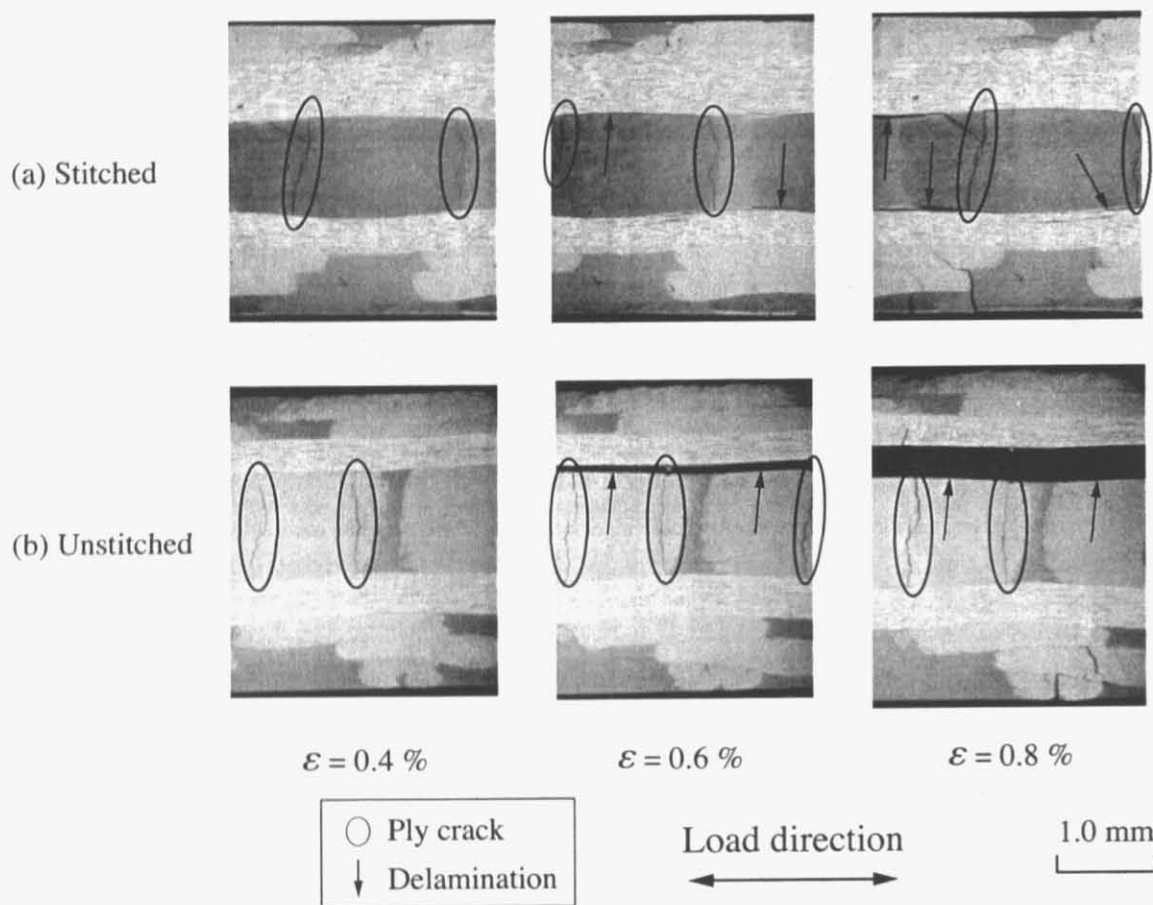 (a) Stitched
(b) Unstitched
ε = 0.4 %
ε = 0.6 %
ε = 0.8 %
Ply crack
Delamination
Load direction
1.0 mm